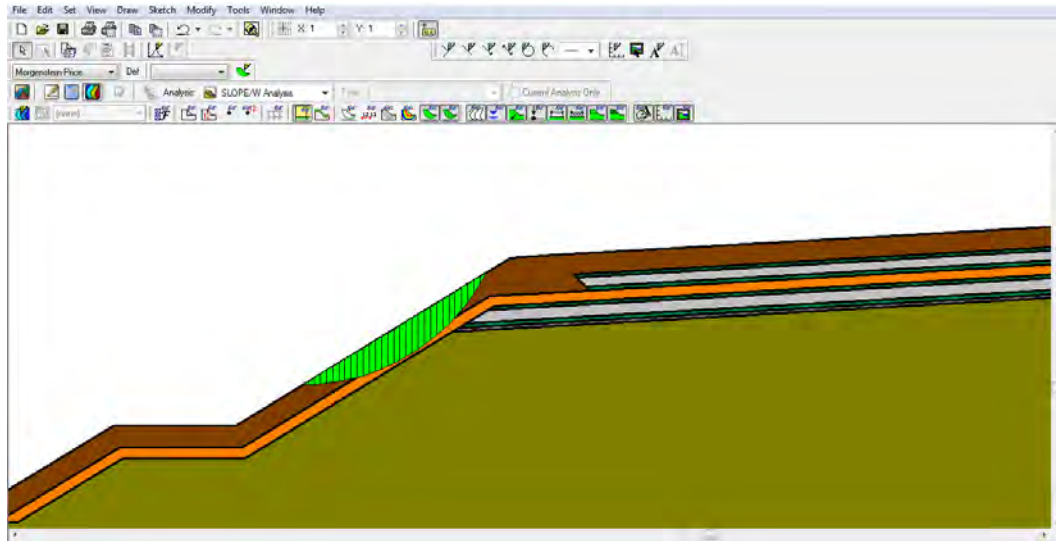 File Edit Set View Draw Sketch Modify Tools Window Help
X: 1 Y: 1
Morgenstern-Price Def
Analysis: SLOPE/W Analysis Current Analysis Only
(none)